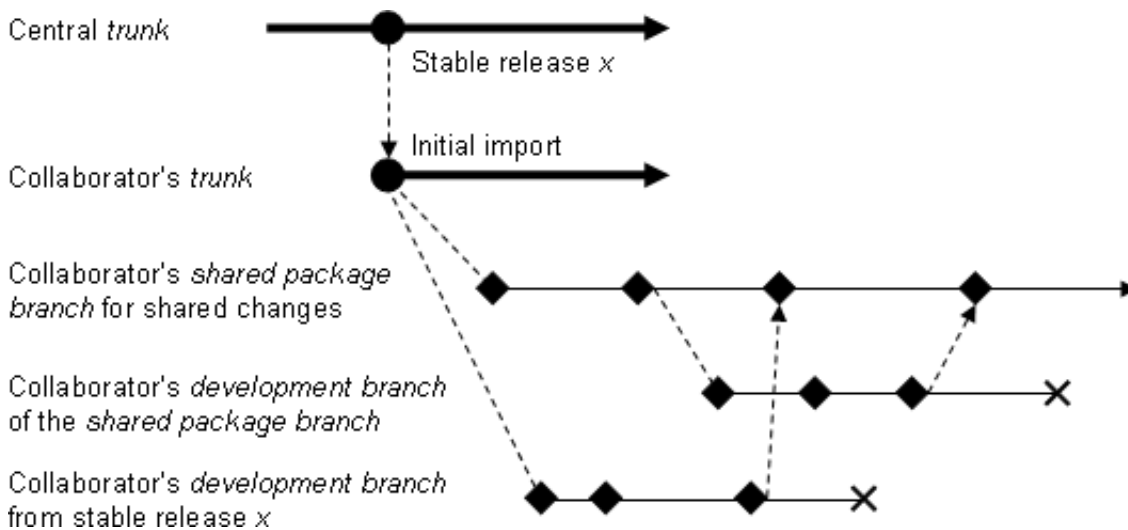 Central trunk
Stable release x
Initial import
Collaborator's trunk
Collaborator's shared package
branch for shared changes
Collaborator's development branch
of the shared package branch
Collaborator's development branch
from stable release x